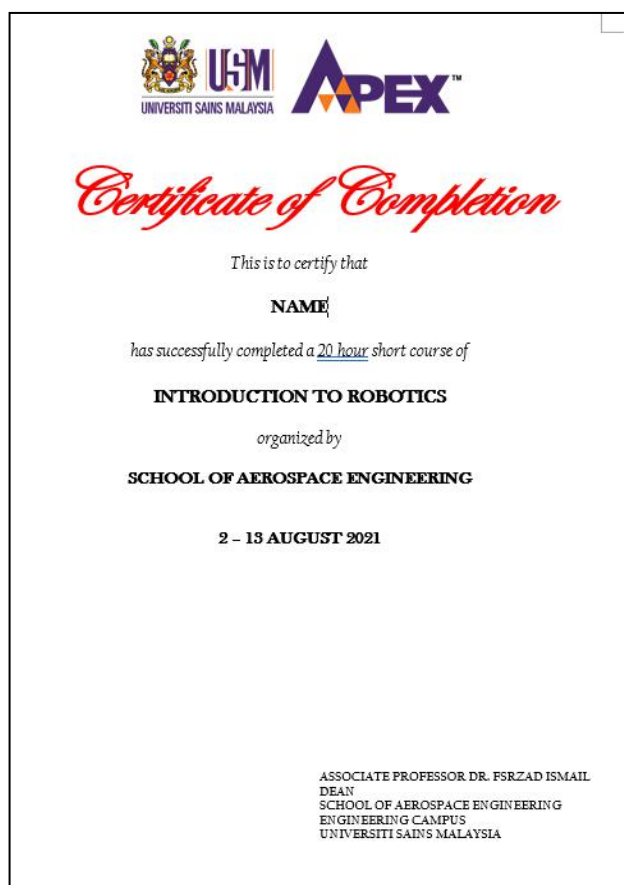 USM APEX™
UNIVERSITI SAINS MALAYSIA
Certificate of Completion
This is to certify that
NAME
has successfully completed a 20 hour short course of
INTRODUCTION TO ROBOTICS
organized by
SCHOOL OF AEROSPACE ENGINEERING
2 – 13 AUGUST 2021
ASSOCIATE PROFESSOR DR. FSRZAD ISMAIL
DEAN
SCHOOL OF AEROSPACE ENGINEERING
ENGINEERING CAMPUS
UNIVERSITI SAINS MALAYSIA